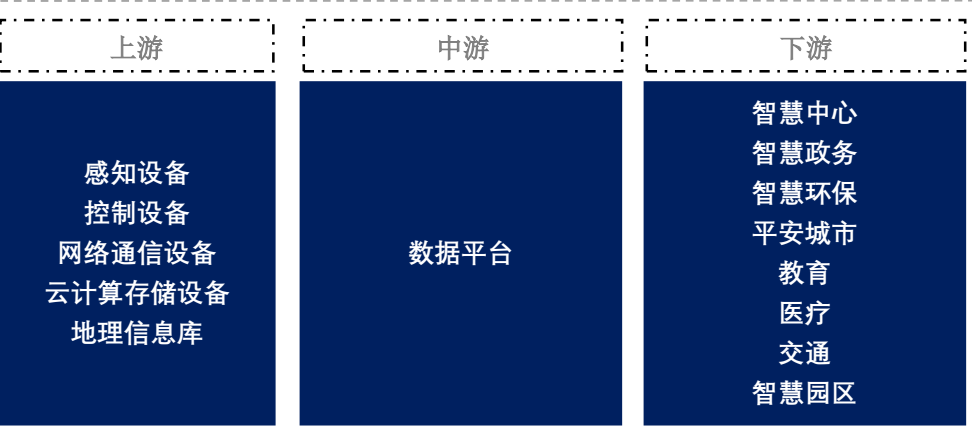 上游
感知设备
控制设备
网络通信设备
云计算存储设备
地理信息库
中游
数据平台
下游
智慧中心
智慧政务
智慧环保
平安城市
教育
医疗
交通
智慧园区